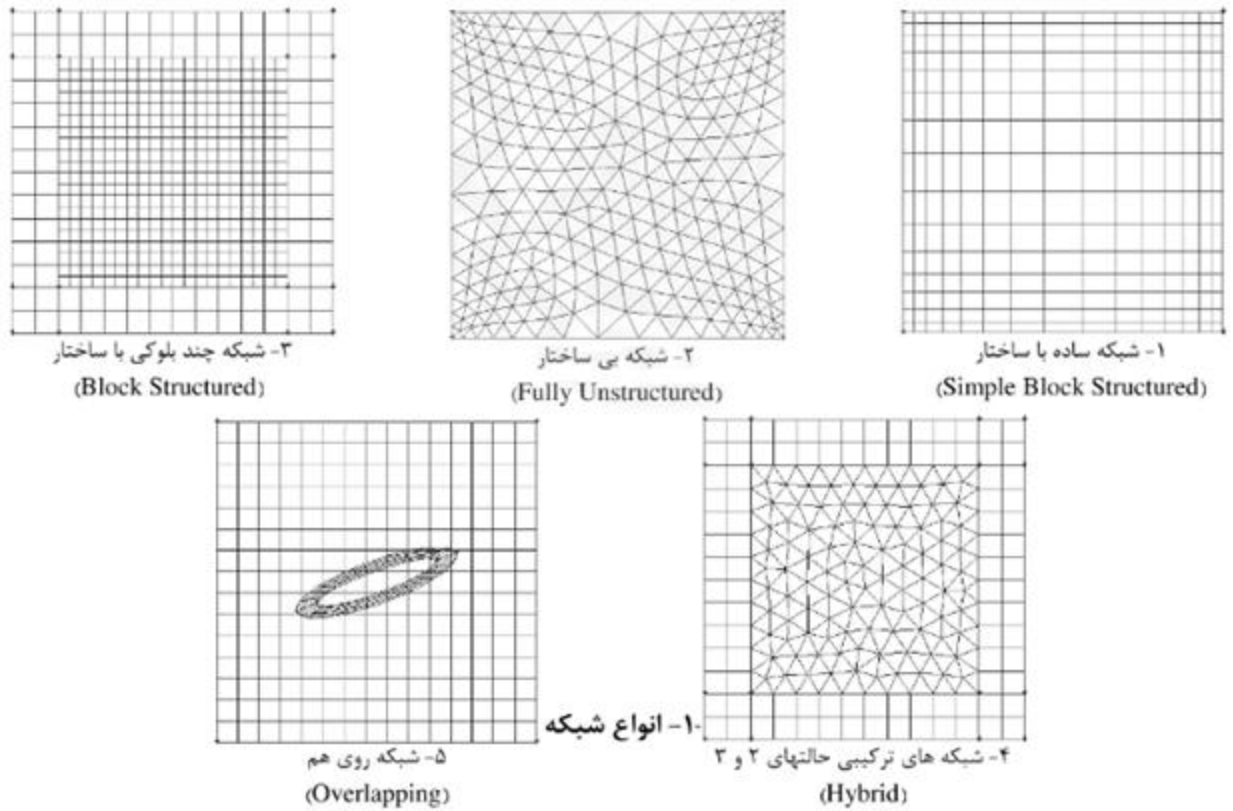 ۱- شبکه ساده با ساختار
(Simple Block Structured)
۲- شبکه بی ساختار
(Fully Unstructured)
۳- شبکه چند بلوکی با ساختار
(Block Structured)
۴- شبکه های ترکیبی حالتهای ۲ و ۳
(Hybrid)
۵- شبکه روی هم
(Overlapping)
-۱- انواع شبکه